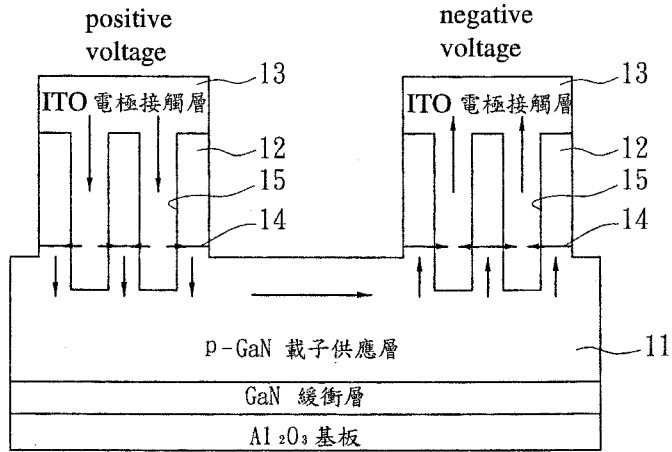 positive
voltage
negative
voltage
13
13
ITO 電極接觸層
ITO 電極接觸層
12
12
15
15
14
14
p-GaN 載子供應層
11
GaN 緩衝層
Al₂O₃ 基板